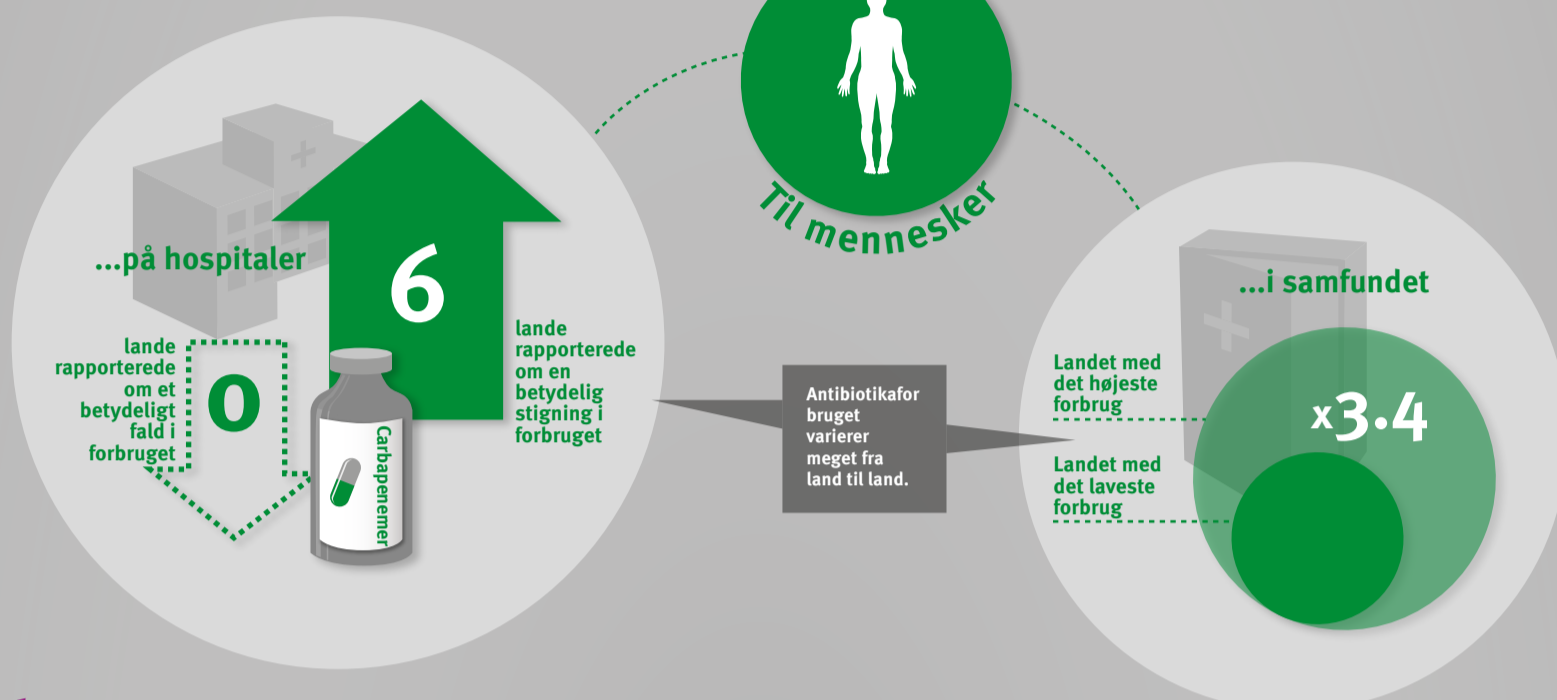 Til mennesker
...på hospitaler
6
lande
rapporterede
om en
betydelig
stigning i
forbruget
lande
rapporterede
om et
betydeligt
fald i
forbruget
0
Carbapenemer
Antibiotikafor
bruget
varierer
meget fra
land til land.
...i samfundet
Landet med
det højeste
forbrug
x3.4
Landet med
det laveste
forbrug